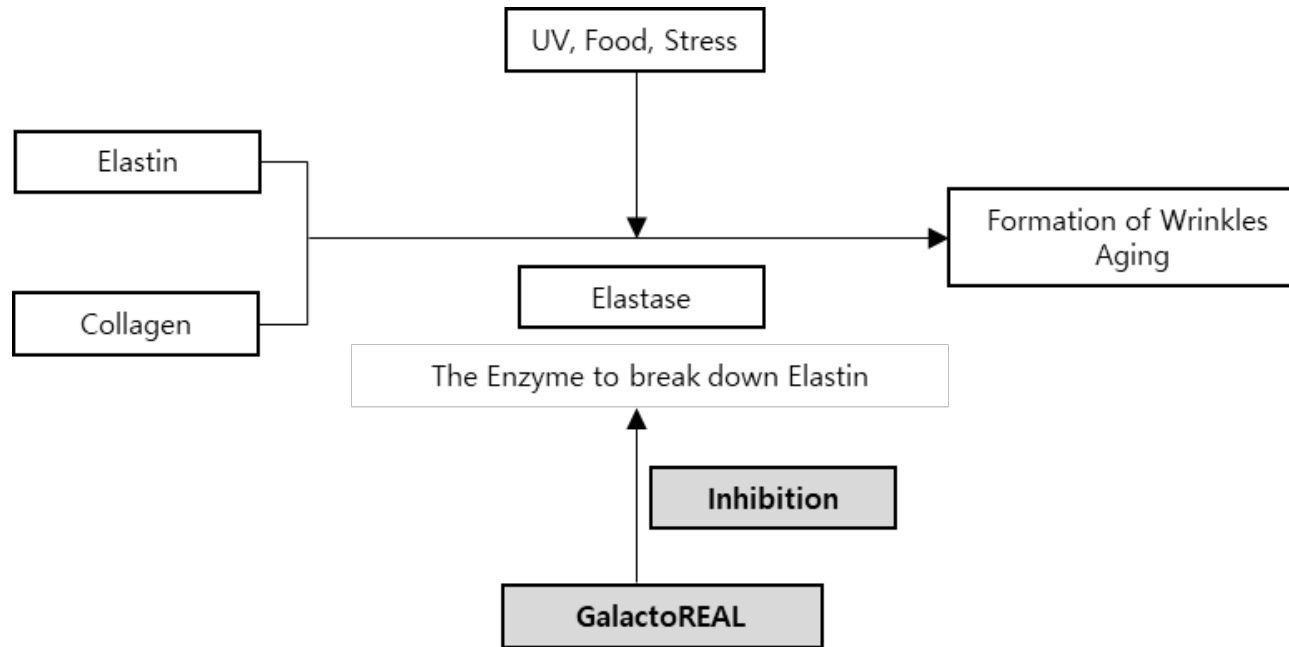 UV, Food, Stress
Elastin
Formation of Wrinkles
Aging
Elastase
Collagen
The Enzyme to break down Elastin
Inhibition
GalactoREAL